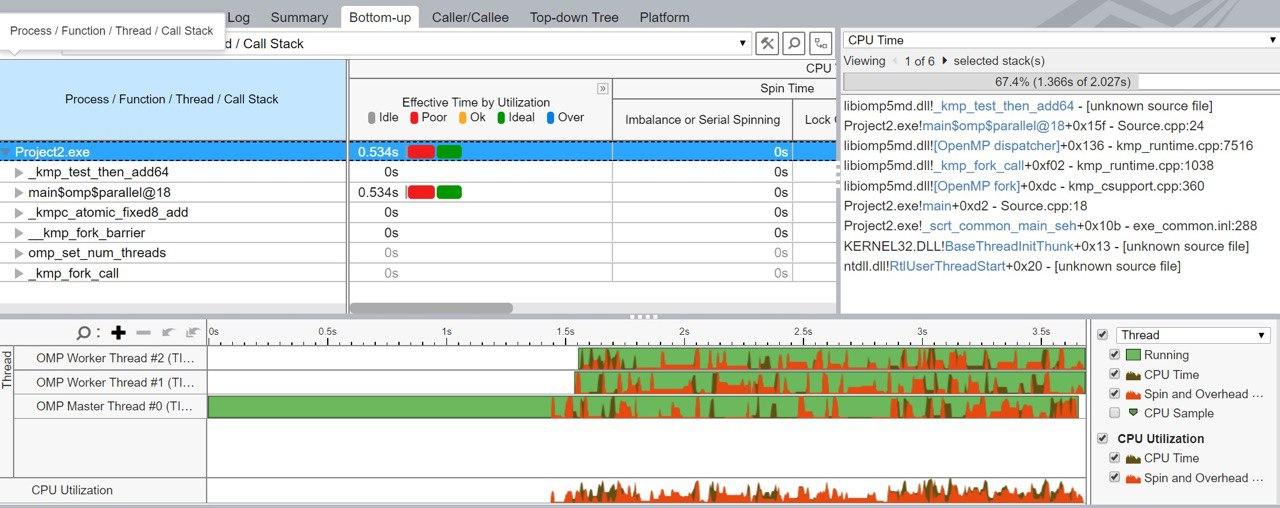 Log Summary Bottom-up Caller/Callee Top-down Tree Platform
Process / Function / Thread / Call Stack
d / Call Stack
CPU Time
Viewing 1 of 6 selected stack(s)
67.4% (1.366s of 2.027s)
Process / Function / Thread / Call Stack
CPU
Effective Time by Utilization
Idle Poor Ok Ideal Over
Spin Time
Imbalance or Serial Spinning
Lock
Project2.exe 0.534s 0s
_kmp_test_then_add64 0s 0s
main$omp$parallel@18 0.534s 0s
_kmpc_atomic_fixed8_add 0s 0s
__kmp_fork_barrier 0s 0s
omp_set_num_threads 0s 0s
_kmp_fork_call 0s 0s
libiomp5md.dll!_kmp_test_then_add64 - [unknown source file]
Project2.exe!main$omp$parallel@18+0x15f - Source.cpp:24
libiomp5md.dll![OpenMP dispatcher]+0x136 - kmp_runtime.cpp:7516
libiomp5md.dll!_kmp_fork_call+0xf02 - kmp_runtime.cpp:1038
libiomp5md.dll![OpenMP fork]+0xdc - kmp_csupport.cpp:360
Project2.exe!main+0xd2 - Source.cpp:18
Project2.exe!_scrt_common_main_seh+0x10b - exe_common.inl:288
KERNEL32.DLL!BaseThreadInitThunk+0x13 - [unknown source file]
ntdll.dll!RtlUserThreadStart+0x20 - [unknown source file]
0s 0.5s 1s 1.5s 2s 2.5s 3s 3.5s
Thread
OMP Worker Thread #2 (TI...
OMP Worker Thread #1 (TI...
OMP Master Thread #0 (TI...
CPU Utilization
Thread
Running
CPU Time
Spin and Overhead ...
CPU Sample
CPU Utilization
CPU Time
Spin and Overhead ...